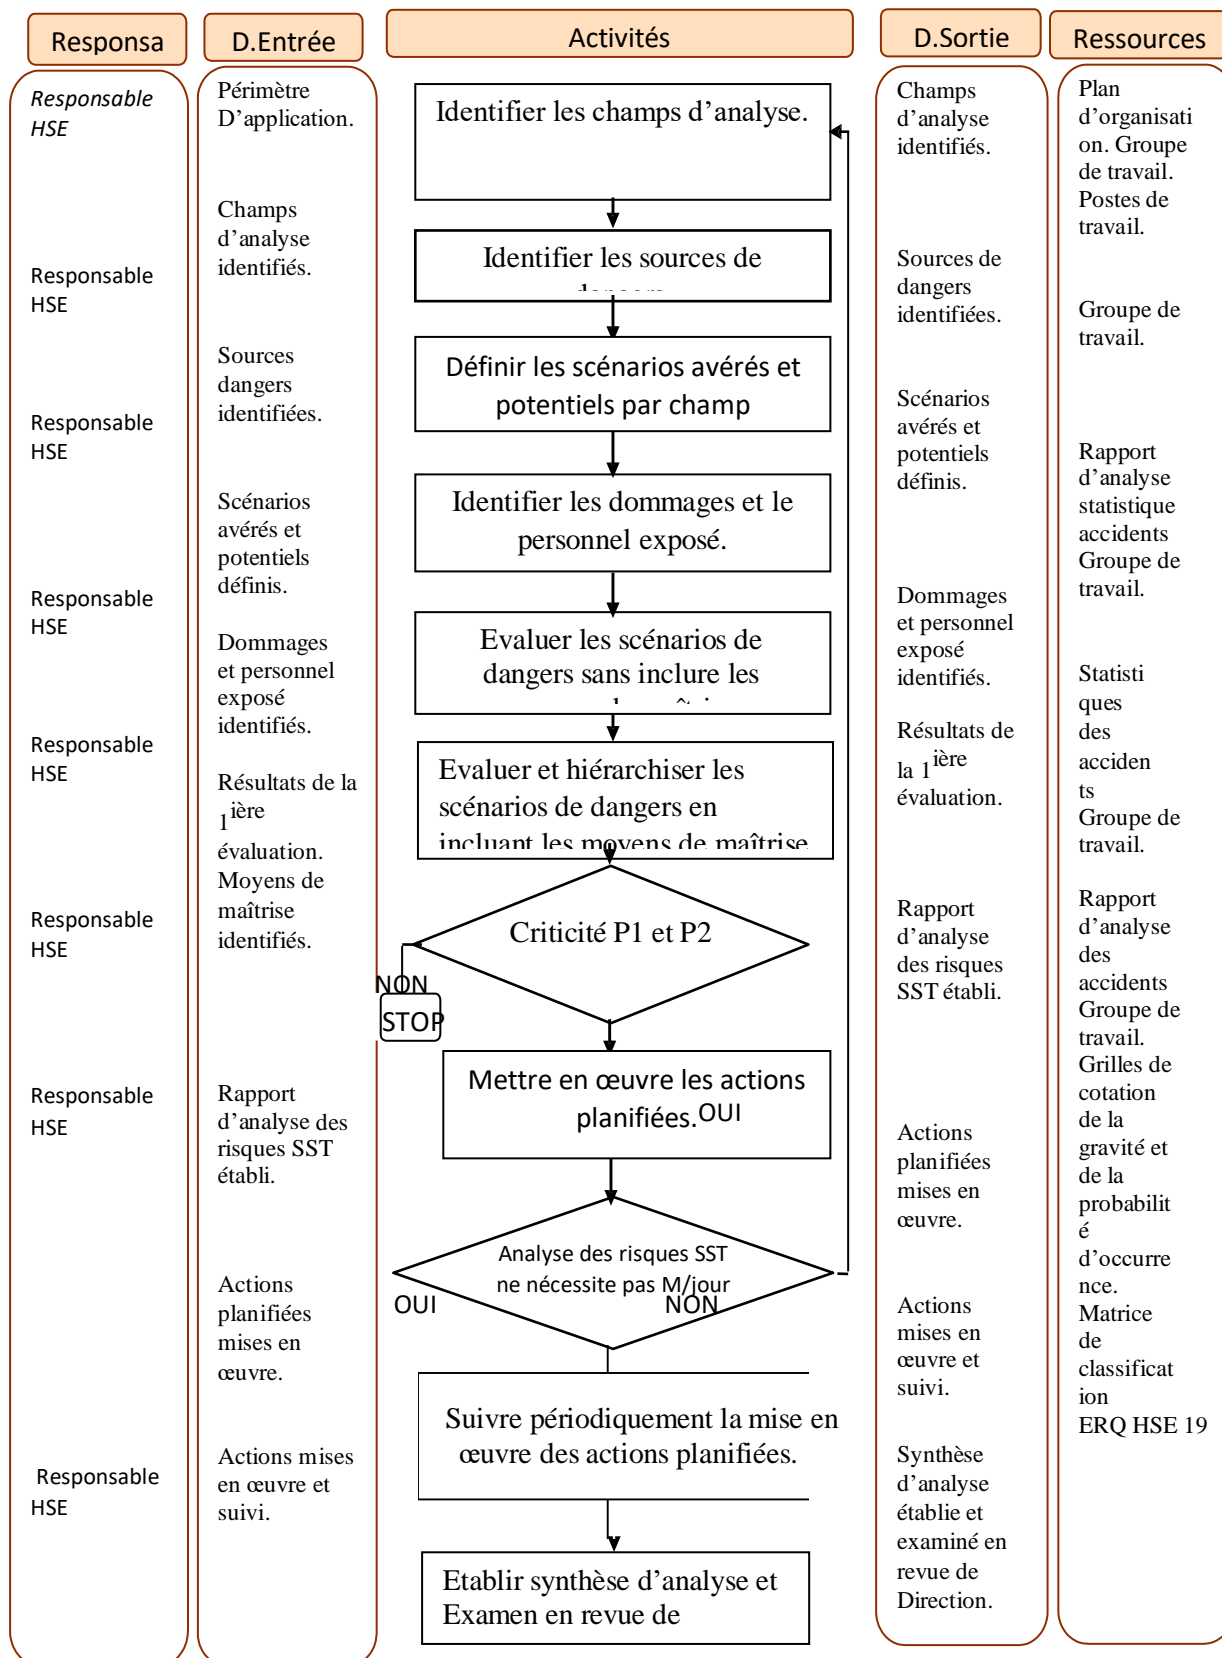 Responsa
D.Entrée
Activités
D.Sortie
Ressources
Responsable
HSE
Responsable
HSE
Responsable
HSE
Responsable
HSE
Responsable
HSE
Responsable
HSE
Responsable
HSE
Responsable
HSE
Périmètre
D’application.
Champs
d’analyse
identifiés.
Sources
dangers
identifiées.
Scénarios
avérés et
potentiels
définis.
Dommages
et personnel
exposé
identifiés.
Résultats de la
1ière
évaluation.
Moyens de
maîtrise
identifiés.
Rapport
d’analyse des
risques SST
établi.
Actions
planifiées
mises en
œuvre.
Actions mises
en œuvre et
suivi.
Identifier les champs d’analyse.
Identifier les sources de
dangers
Définir les scénarios avérés et
potentiels par champ
Identifier les dommages et le
personnel exposé.
Evaluer les scénarios de
dangers sans inclure les
Evaluer et hiérarchiser les
scénarios de dangers en
incluant les moyens de maîtrise
Criticité P1 et P2
NON
STOP
Mettre en œuvre les actions
planifiées.OUI
Analyse des risques SST
ne nécessite pas M/jour
OUI
NON
Suivre périodiquement la mise en
œuvre des actions planifiées.
Etablir synthèse d’analyse et
Examen en revue de
Champs
d’analyse
identifiés.
Sources de
dangers
identifiées.
Scénarios
avérés et
potentiels
définis.
Dommages
et personnel
exposé
identifiés.
Résultats de
la 1ière
évaluation.
Rapport
d’analyse
des risques
SST établi.
Actions
planifiées
mises en
œuvre.
Actions
mises en
œuvre et
suivi.
Synthèse
d’analyse
établie et
examiné en
revue de
Direction.
Plan
d’organisati
on. Groupe
de travail.
Postes de
travail.
Groupe de
travail.
Rapport
d’analyse
statistique
accidents
Groupe de
travail.
Statisti
ques
des
acciden
ts
Groupe de
travail.
Rapport
d’analyse
des
accidents
Groupe de
travail.
Grilles de
cotation
de la
gravité et
de la
probabilit
é
d’occurre
nce.
Matrice
de
classificat
ion
ERQ HSE 19